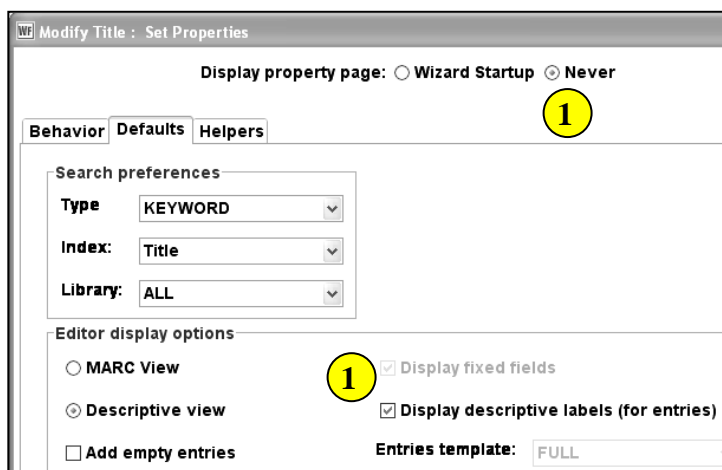 WF Modify Title : Set Properties
Display property page: Wizard Startup Never
1
Behavior Defaults Helpers
Search preferences
Type KEYWORD
Index: Title
Library: ALL
Editor display options
MARC View 1 Display fixed fields
Descriptive view Display descriptive labels (for entries)
Add empty entries Entries template: FULL